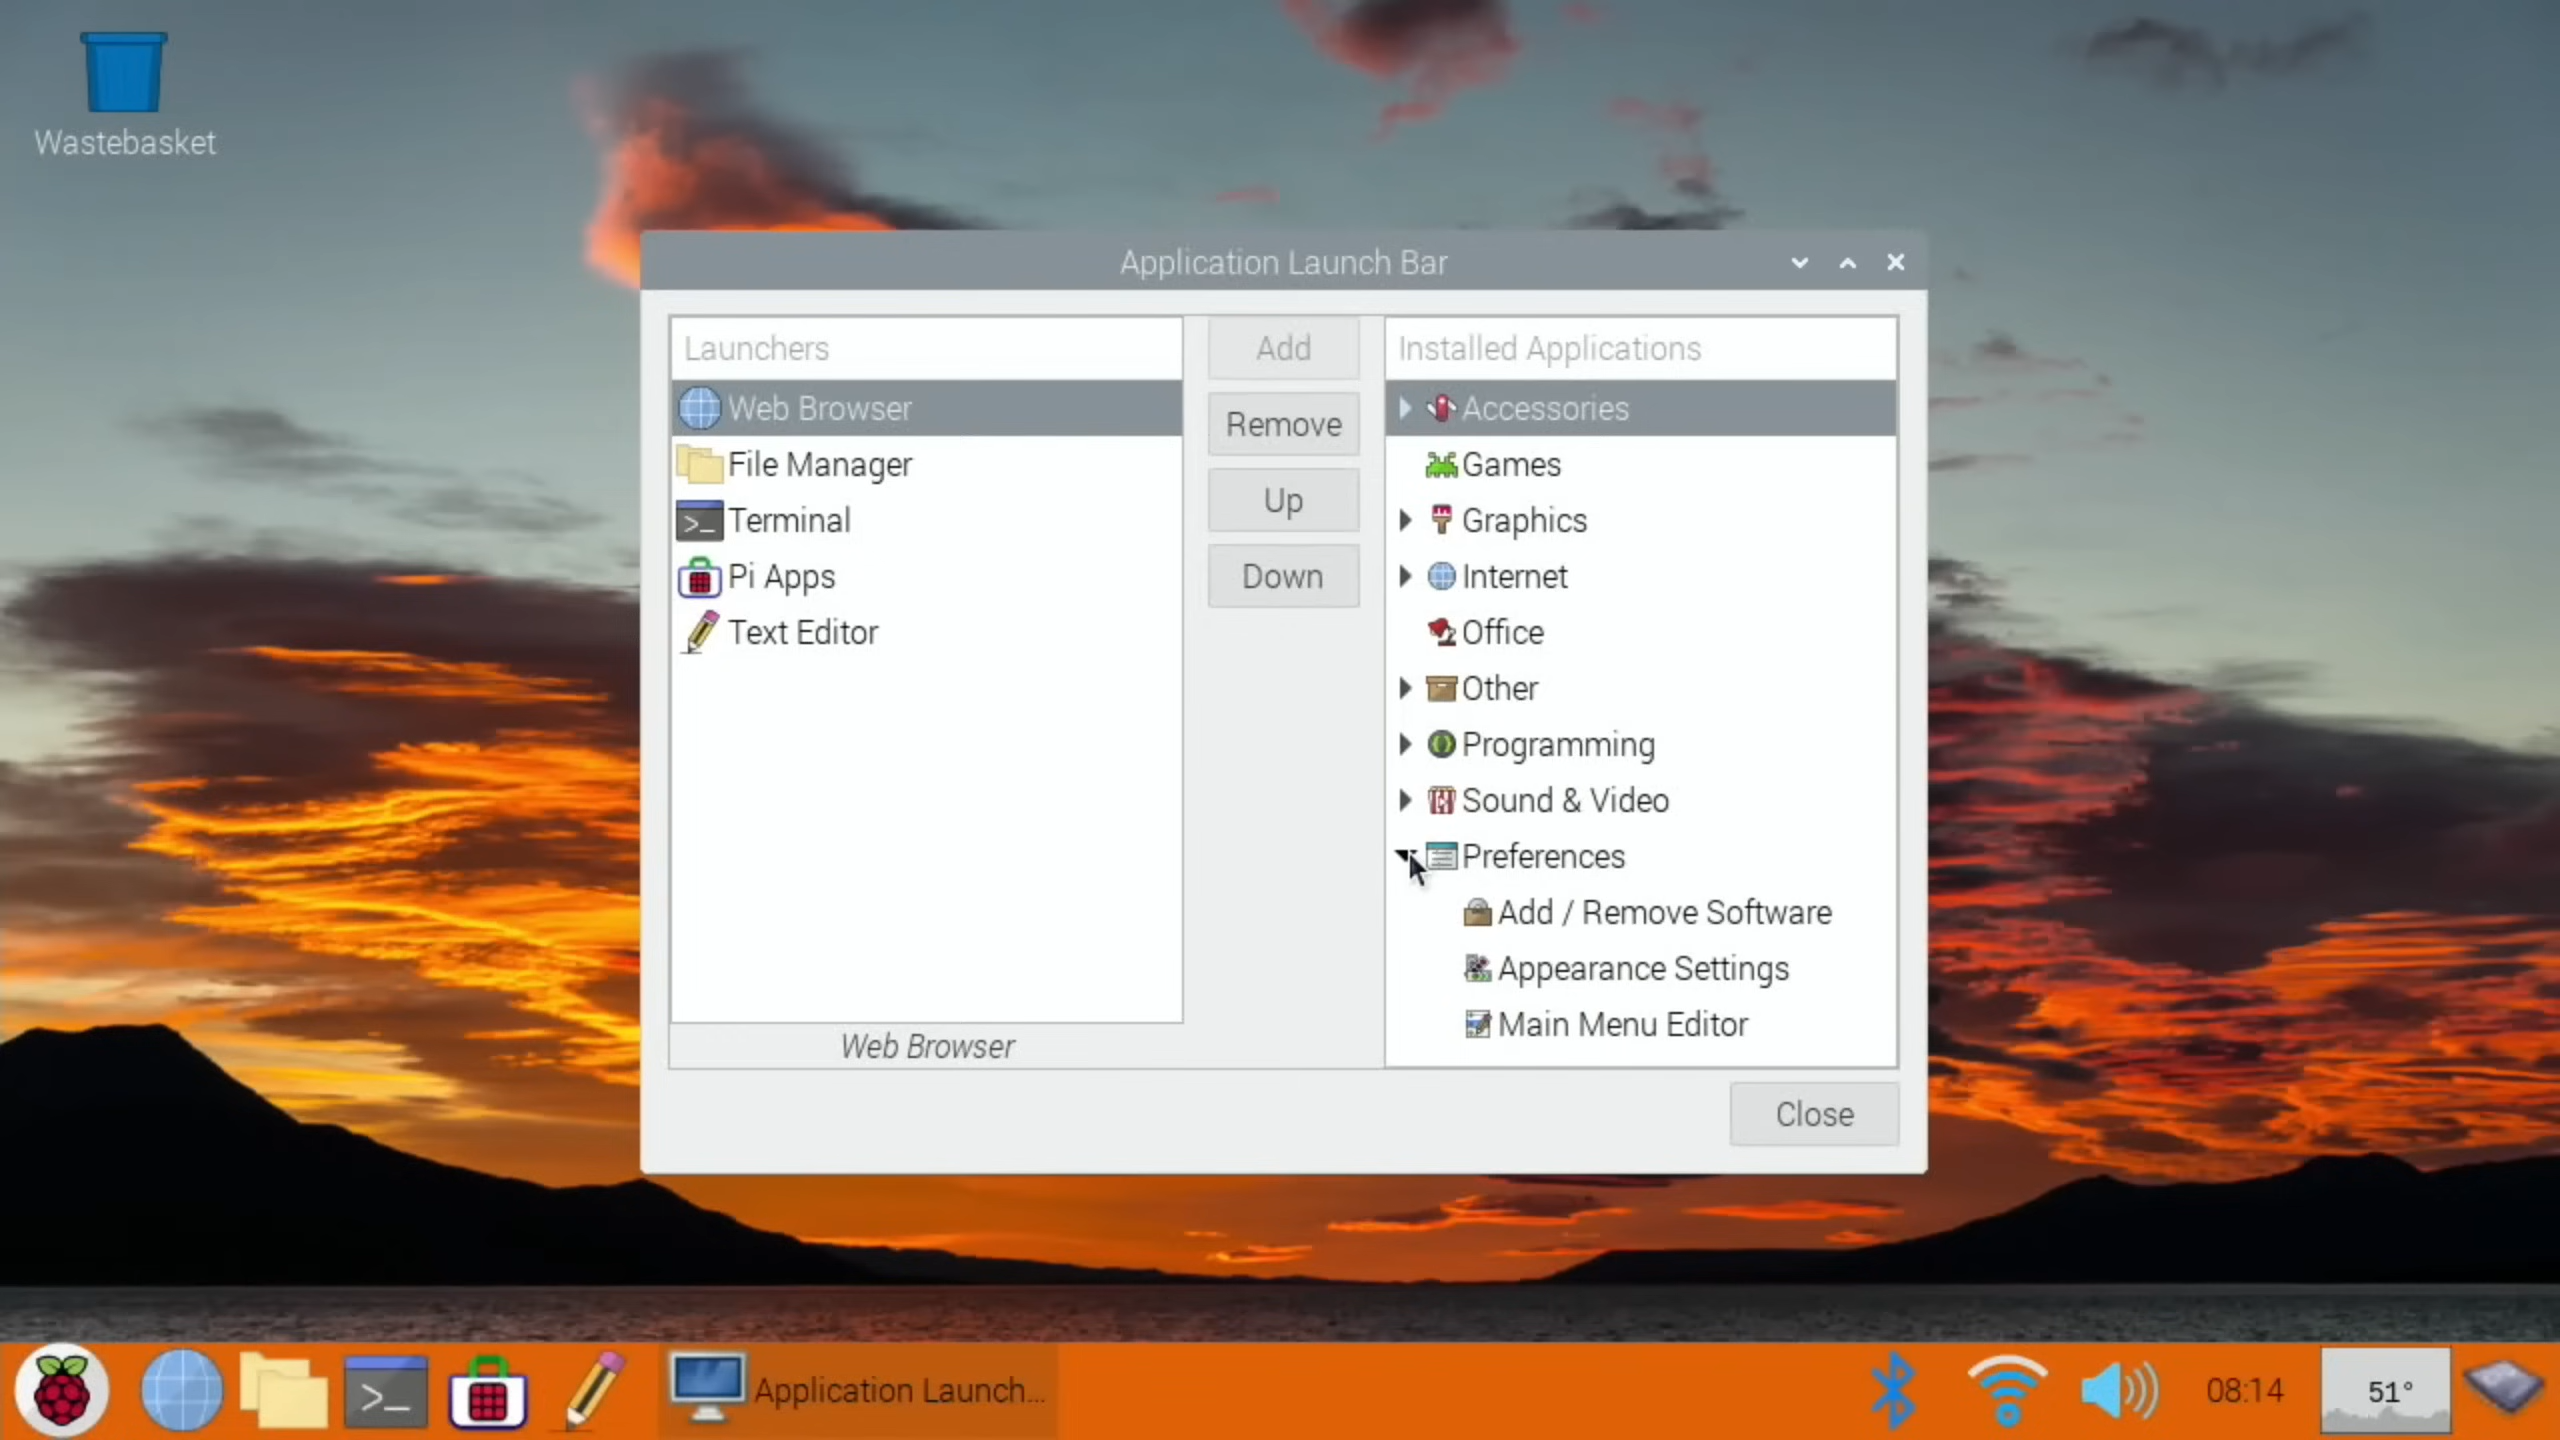 Wastebasket
Application Launch Bar
Launchers
Web Browser
File Manager
Terminal
Pi Apps
Text Editor
Web Browser
Add
Remove
Up
Down
Installed Applications
Accessories
Games
Graphics
Internet
Office
Other
Programming
Sound & Video
Preferences
Add / Remove Software
Appearance Settings
Main Menu Editor
Close
>_
Application Launch...
08:14
51°